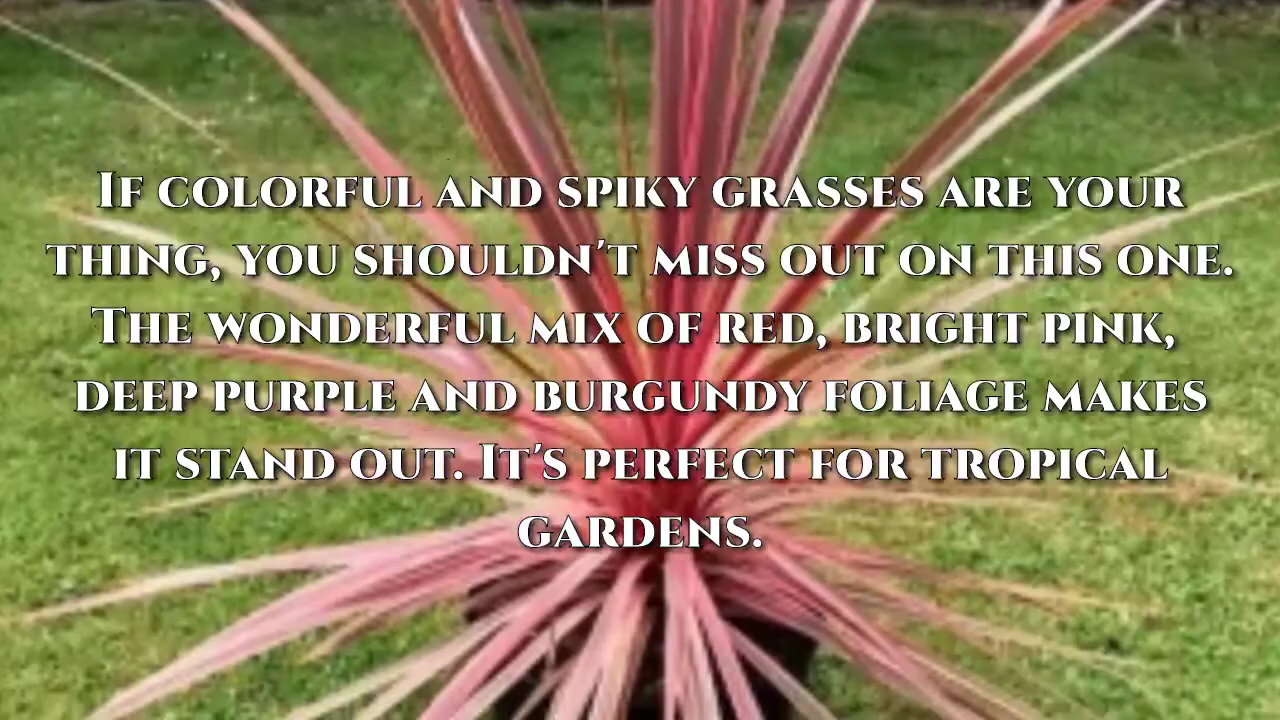 If colorful and spiky grasses are your
thing, you shouldn't miss out on this one.
The wonderful mix of red, bright pink,
deep purple and burgundy foliage makes
it stand out. It's perfect for tropical
gardens.